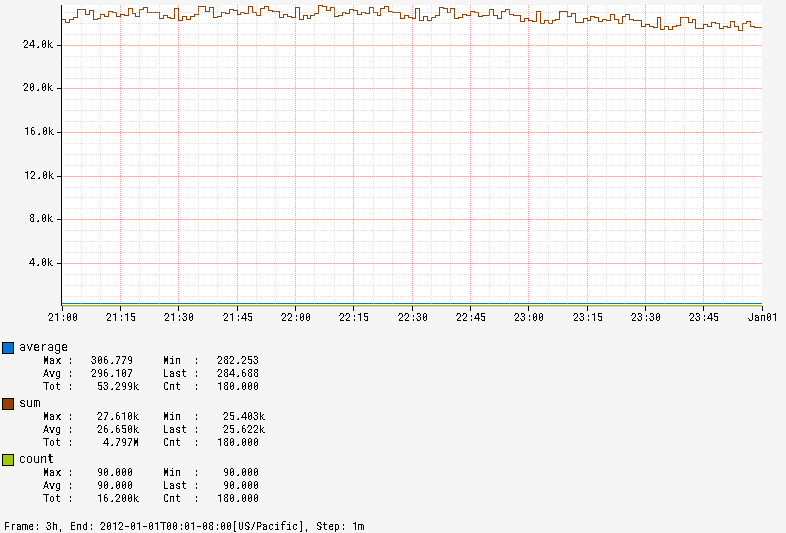 24.0k
20.0k
16.0k
12.0k
8.0k
4.0k
21:00 21:15 21:30 21:45 22:00 22:15 22:30 22:45 23:00 23:15 23:30 23:45 Jan01
average
Max : 306.779 Min : 282.253
Avg : 296.107 Last : 284.688
Tot : 53.299k Cnt : 180.000
sum
Max : 27.610k Min : 25.403k
Avg : 26.650k Last : 25.622k
Tot : 4.797M Cnt : 180.000
count
Max : 90.000 Min : 90.000
Avg : 90.000 Last : 90.000
Tot : 16.200k Cnt : 180.000
Frame: 3h, End: 2012-01-01T00:01-08:00[US/Pacific], Step: 1m